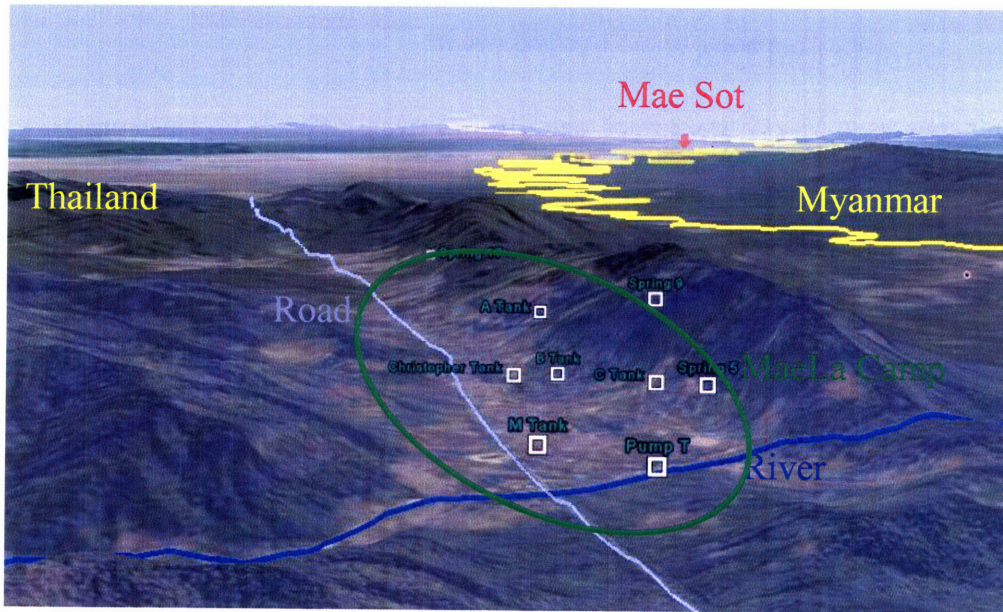 Mae Sot
Thailand
Myanmar
Spring
Spring 9
Road
A Tank
B Tank
Christopher Tank
C Tank
Spring 5
MaeLa Camp
M Tank
Pump T
River